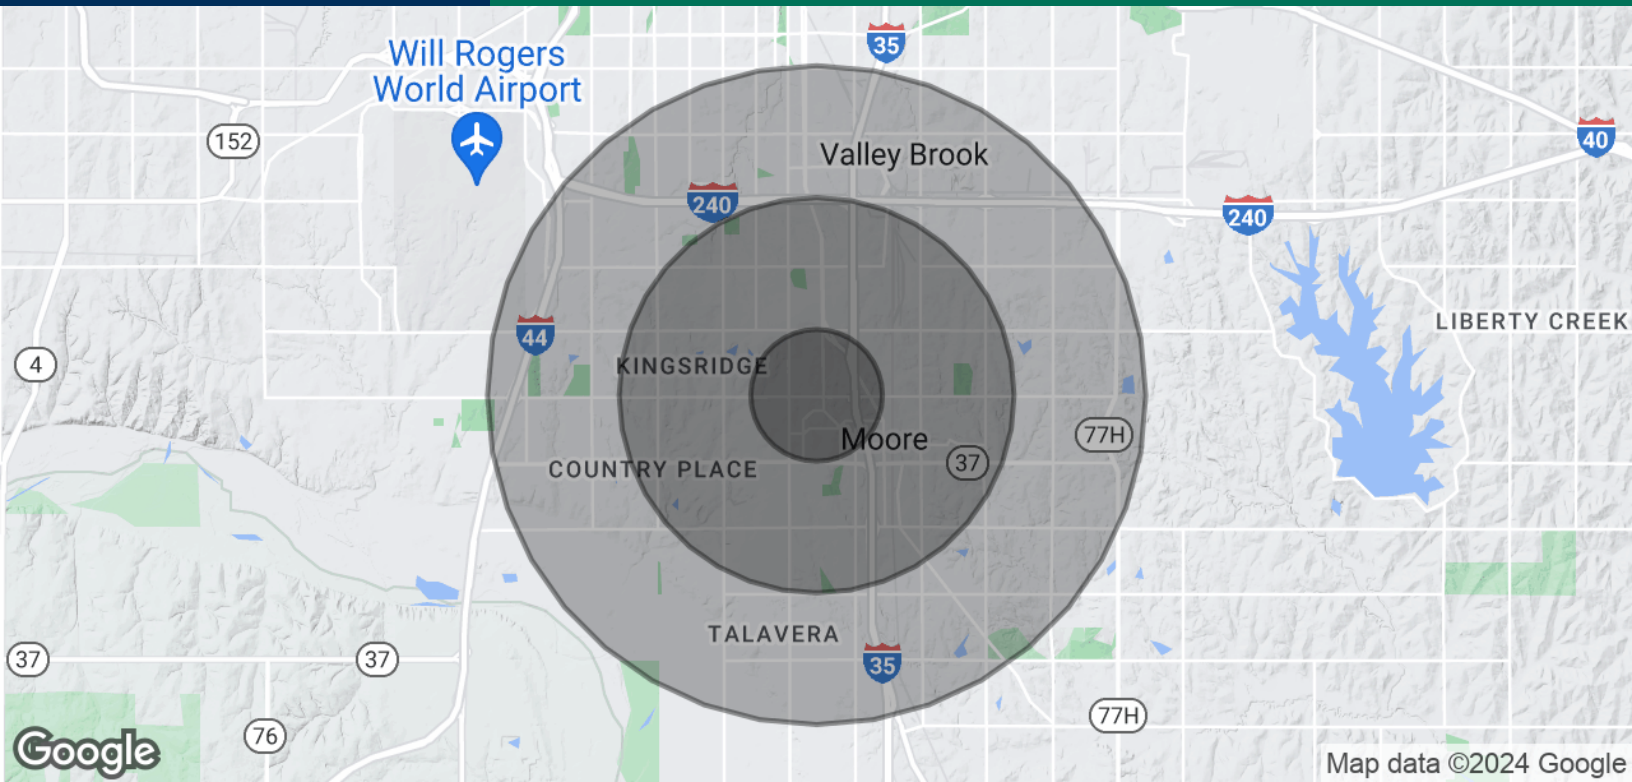 Will Rogers
World Airport
35
152
Valley Brook
40
240
240
LIBERTY CREEK
44
4
KINGSRIDGE
Moore
77H
37
COUNTRY PLACE
TALAVERA
37
37
35
77H
76
Google
Map data ©2024 Google